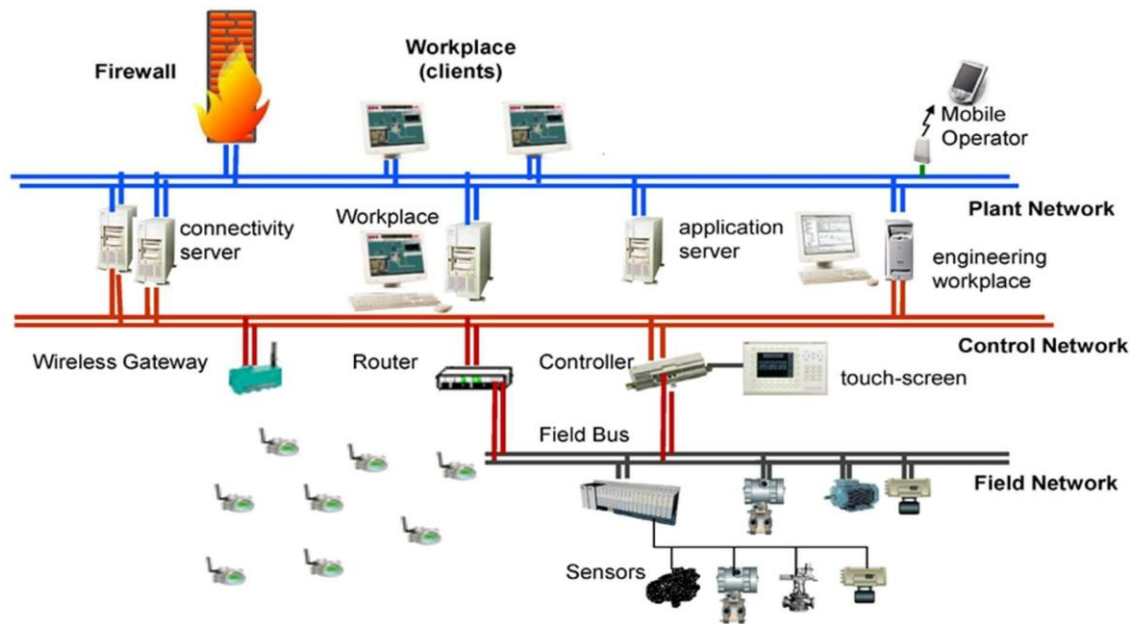 Firewall
Workplace
(clients)
Mobile
Operator
Plant Network
connectivity
server
Workplace
application
server
engineering
workplace
Control Network
Wireless Gateway
Router
Controller
touch-screen
Field Bus
Field Network
Sensors